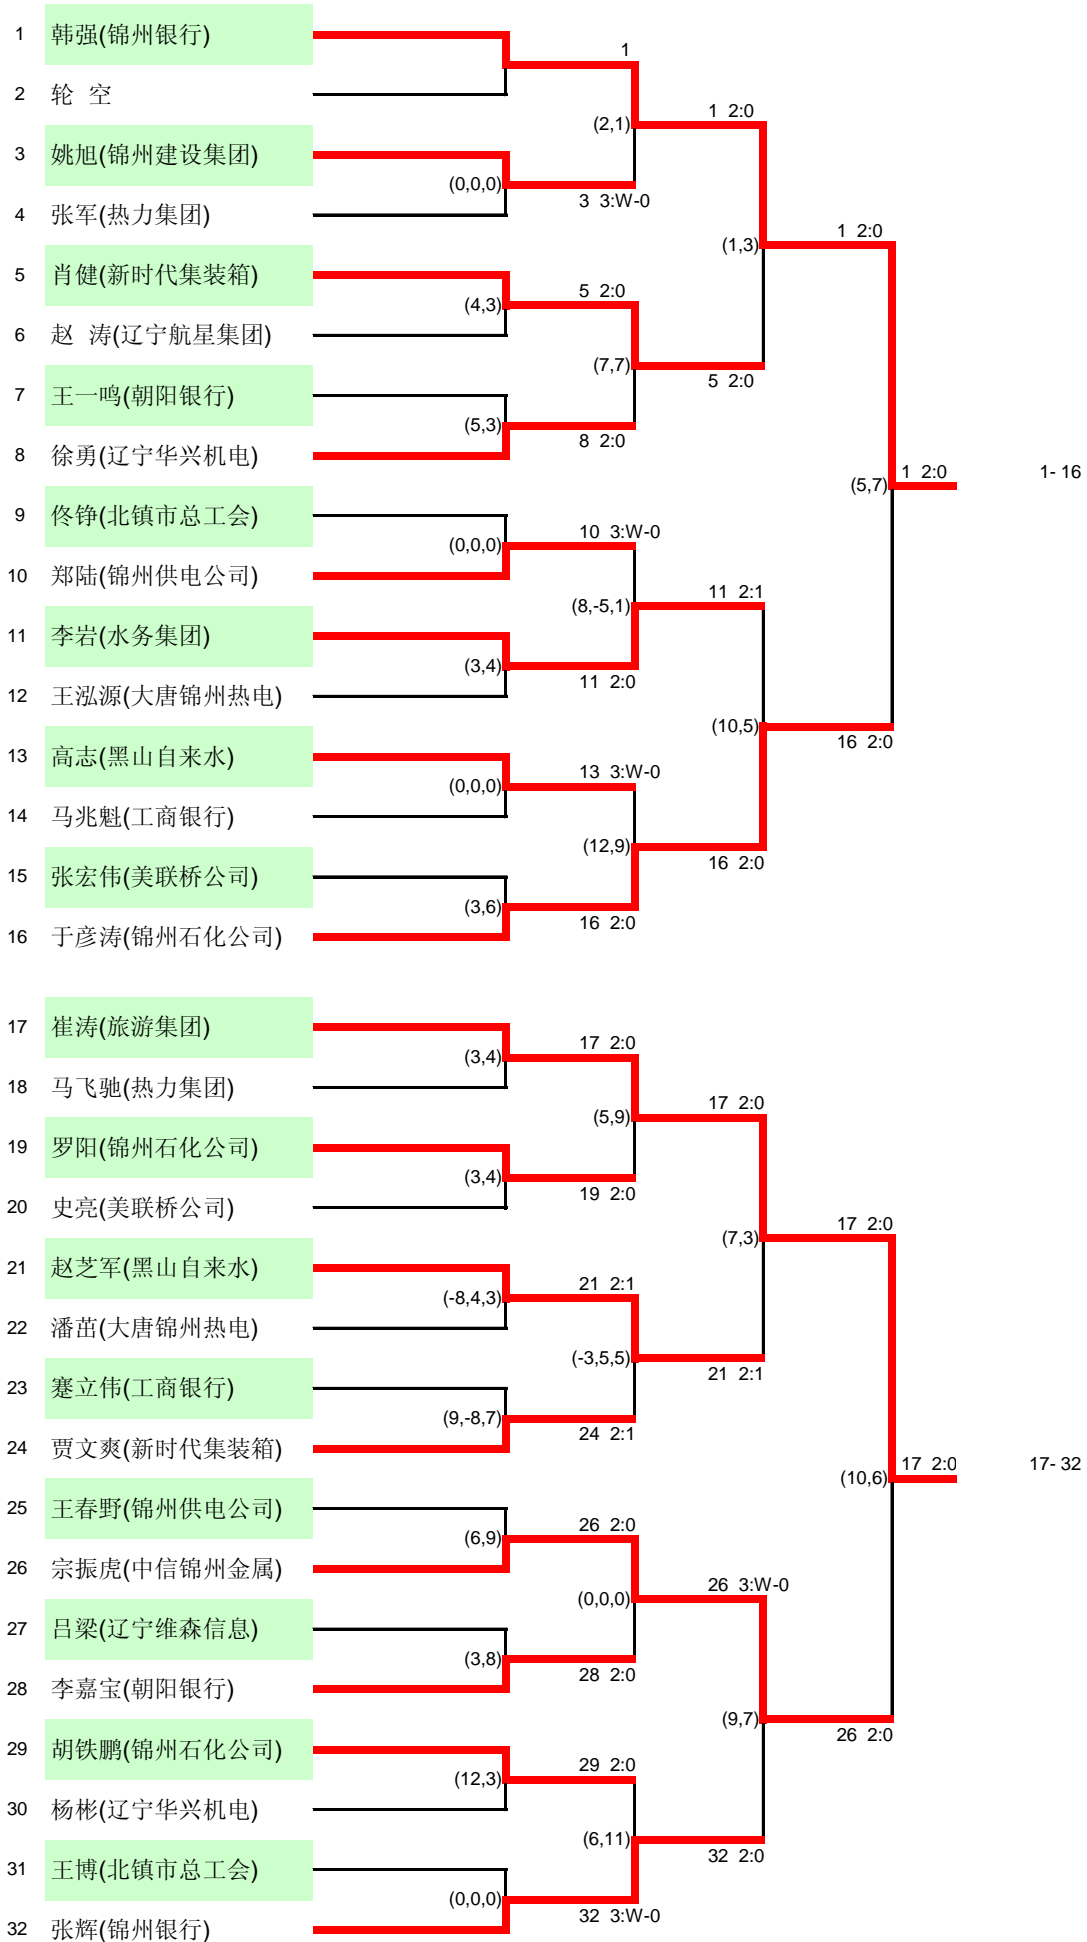 1 韩强(锦州银行)
1
2 轮 空
(2,1)
1 2:0
3 姚旭(锦州建设集团)
(0,0,0)
3 3:W-0
4 张军(热力集团)
(1,3)
1 2:0
5 肖健(新时代集装箱)
(4,3)
5 2:0
6 赵 涛(辽宁航星集团)
(7,7)
5 2:0
7 王一鸣(朝阳银行)
(5,3)
8 2:0
8 徐勇(辽宁华兴机电)
(5,7)
1 2:0
1- 16
9 佟铮(北镇市总工会)
(0,0,0)
10 3:W-0
10 郑陆(锦州供电公司)
(8,-5,1)
11 2:1
11 李岩(水务集团)
(3,4)
11 2:0
12 王泓源(大唐锦州热电)
(10,5)
16 2:0
13 高志(黑山自来水)
(0,0,0)
13 3:W-0
14 马兆魁(工商银行)
(12,9)
16 2:0
15 张宏伟(美联桥公司)
(3,6)
16 2:0
16 于彦涛(锦州石化公司)
17 崔涛(旅游集团)
(3,4)
17 2:0
18 马飞驰(热力集团)
(5,9)
17 2:0
19 罗阳(锦州石化公司)
(3,4)
19 2:0
20 史亮(美联桥公司)
(7,3)
17 2:0
21 赵芝军(黑山自来水)
(-8,4,3)
21 2:1
22 潘茁(大唐锦州热电)
(-3,5,5)
21 2:1
23 蹇立伟(工商银行)
(9,-8,7)
24 2:1
24 贾文爽(新时代集装箱)
(10,6)
17 2:0
17- 32
25 王春野(锦州供电公司)
(6,9)
26 2:0
26 宗振虎(中信锦州金属)
(0,0,0)
26 3:W-0
27 吕梁(辽宁维森信息)
(3,8)
28 2:0
28 李嘉宝(朝阳银行)
(9,7)
26 2:0
29 胡铁鹏(锦州石化公司)
(12,3)
29 2:0
30 杨彬(辽宁华兴机电)
(6,11)
32 2:0
31 王博(北镇市总工会)
(0,0,0)
32 3:W-0
32 张辉(锦州银行)